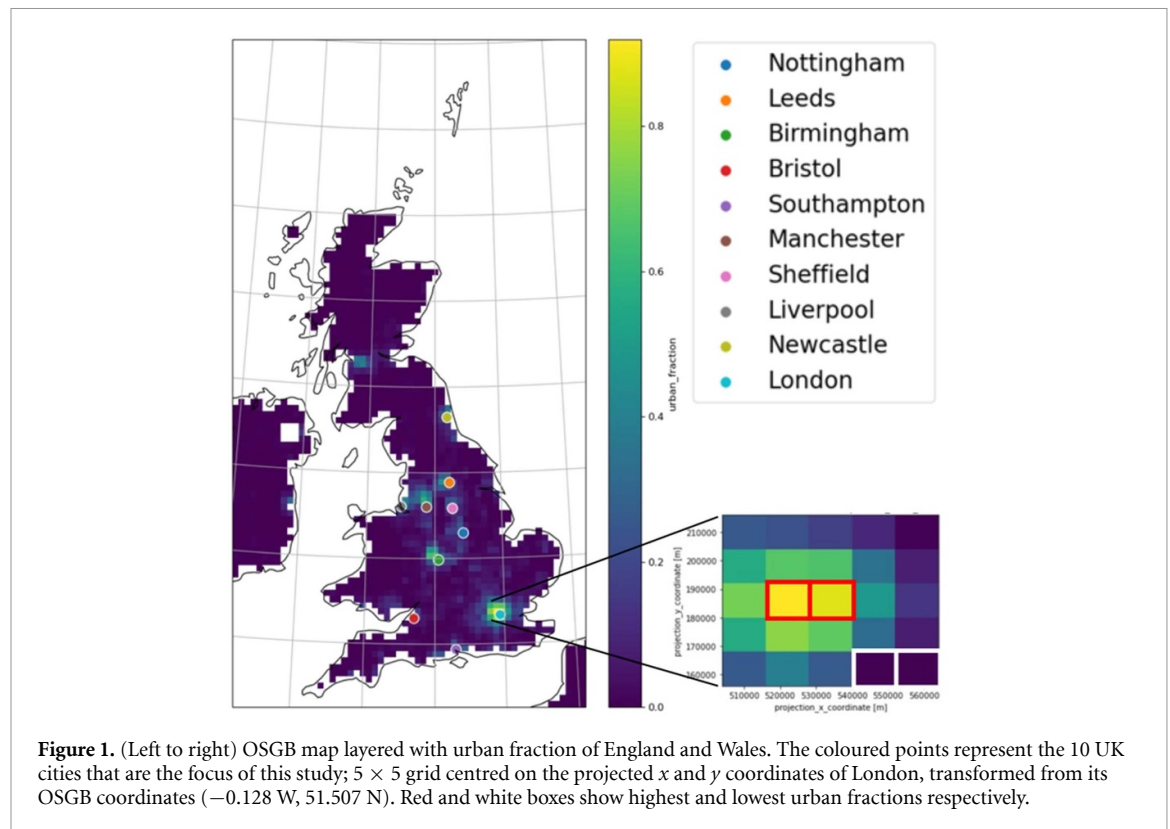 Nottingham
Leeds
Birmingham
Bristol
Southampton
Manchester
Sheffield
Liverpool
Newcastle
London
0.8
0.6
0.4
0.2
0.0
urban_fraction
210000
200000
190000
180000
170000
160000
projection_y_coordinate [m]
510000 520000 530000 540000 550000 560000
projection_x_coordinate [m]
Figure 1. (Left to right) OSGB map layered with urban fraction of England and Wales. The coloured points represent the 10 UK
cities that are the focus of this study; 5 × 5 grid centred on the projected x and y coordinates of London, transformed from its
OSGB coordinates (−0.128 W, 51.507 N). Red and white boxes show highest and lowest urban fractions respectively.